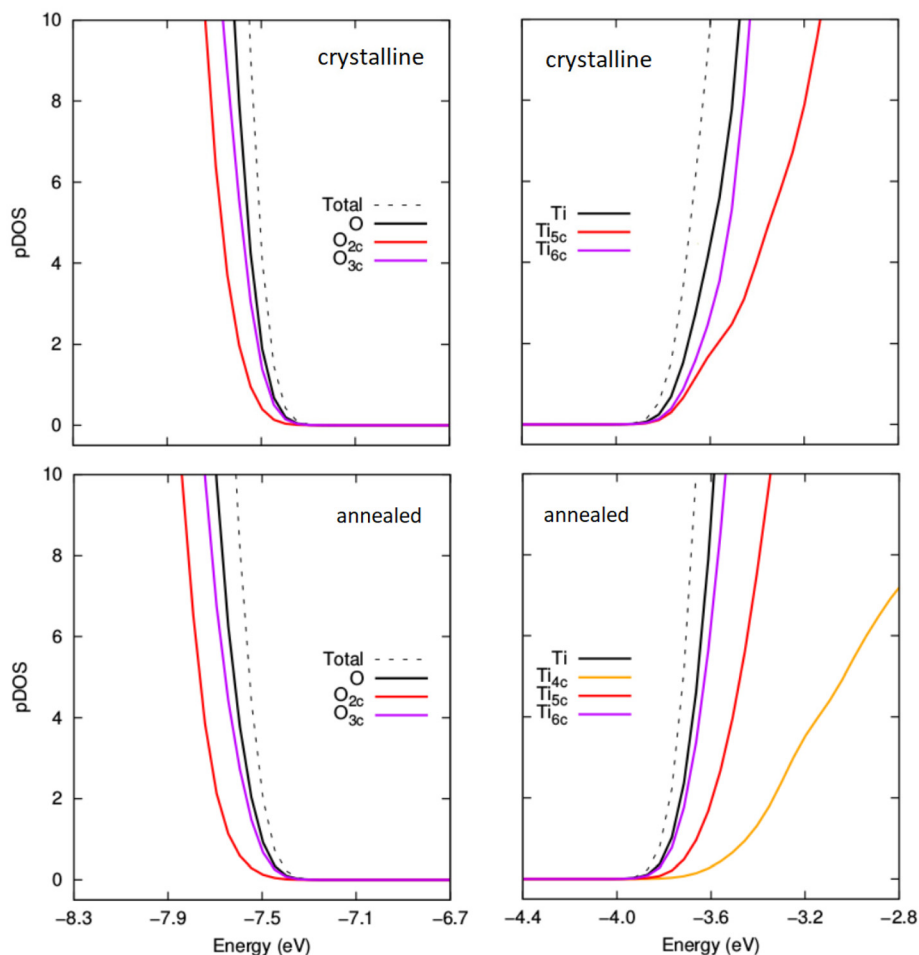 10
8
6
4
2
0
pDOS
crystalline
Total
O
O2c
O3c
crystalline
Ti
Ti5c
Ti6c
10
8
6
4
2
0
pDOS
annealed
Total
O
O2c
O3c
−8.3 −7.9 −7.5 −7.1 −6.7
Energy (eV)
annealed
Ti
Ti4c
Ti5c
Ti6c
−4.4 −4.0 −3.6 −3.2 −2.8
Energy (eV)